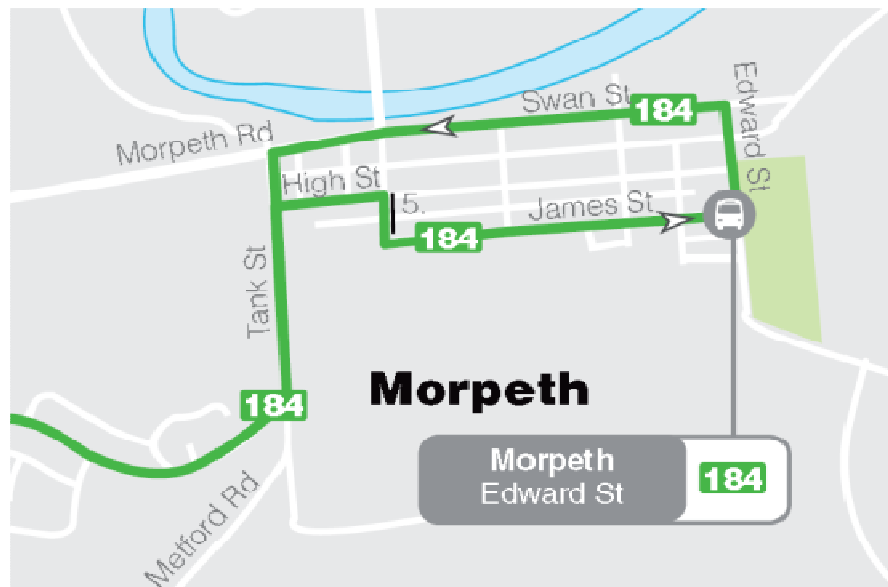 Swan St
184
Edward St
Morpeth Rd
High St
5.
James St
184
Tank St
Morpeth
184
Morpeth
Edward St
184
Metford Rd